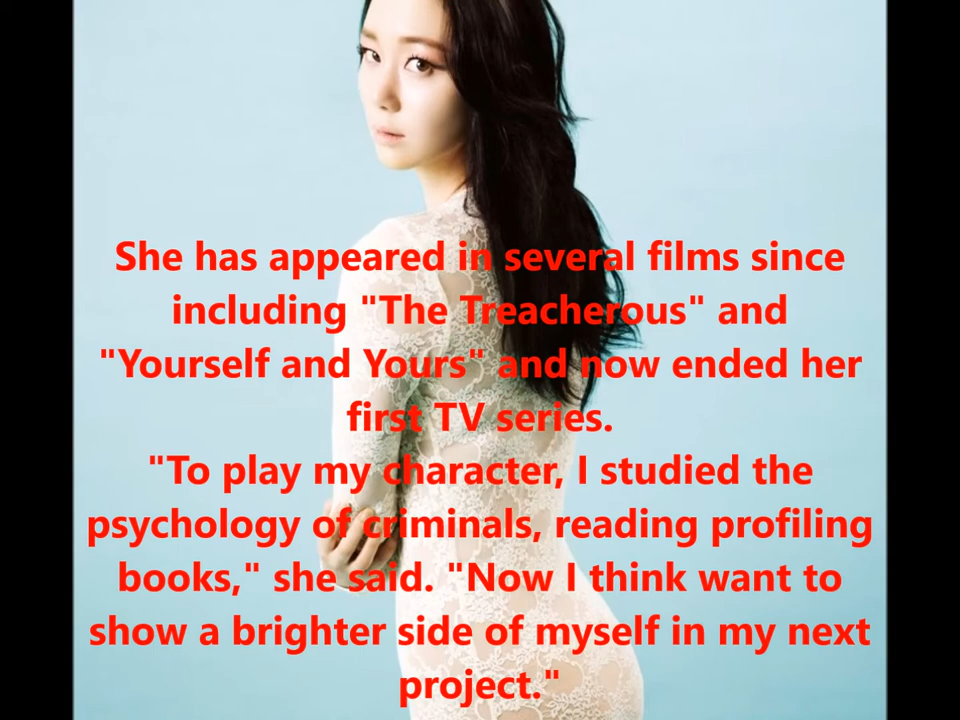 She has appeared in several films since
including "The Treacherous" and
"Yourself and Yours" and now ended her
first TV series.
"To play my character, I studied the
psychology of criminals, reading profiling
books," she said. "Now I think want to
show a brighter side of myself in my next
project."